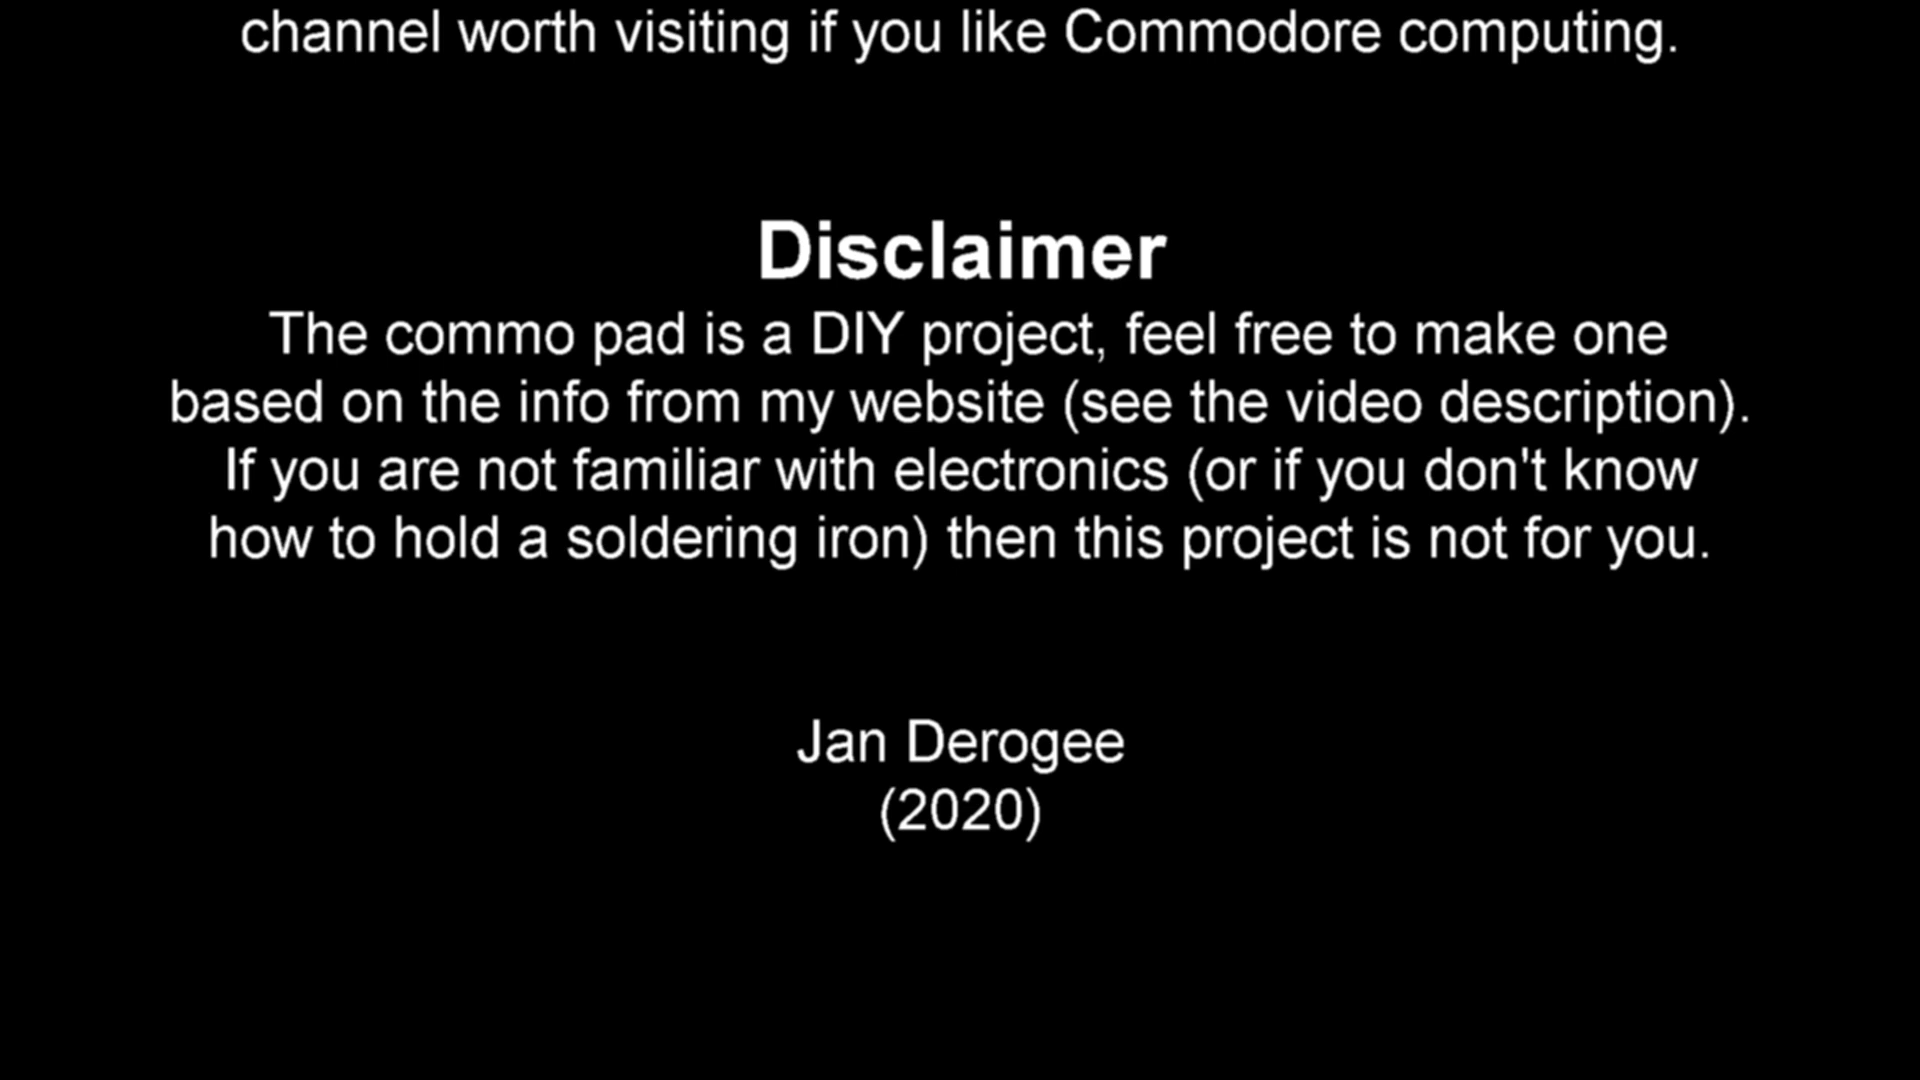 channel worth visiting if you like Commodore computing.
Disclaimer
The commo pad is a DIY project, feel free to make one
based on the info from my website (see the video description).
If you are not familiar with electronics (or if you don't know
how to hold a soldering iron) then this project is not for you.
Jan Derogee
(2020)